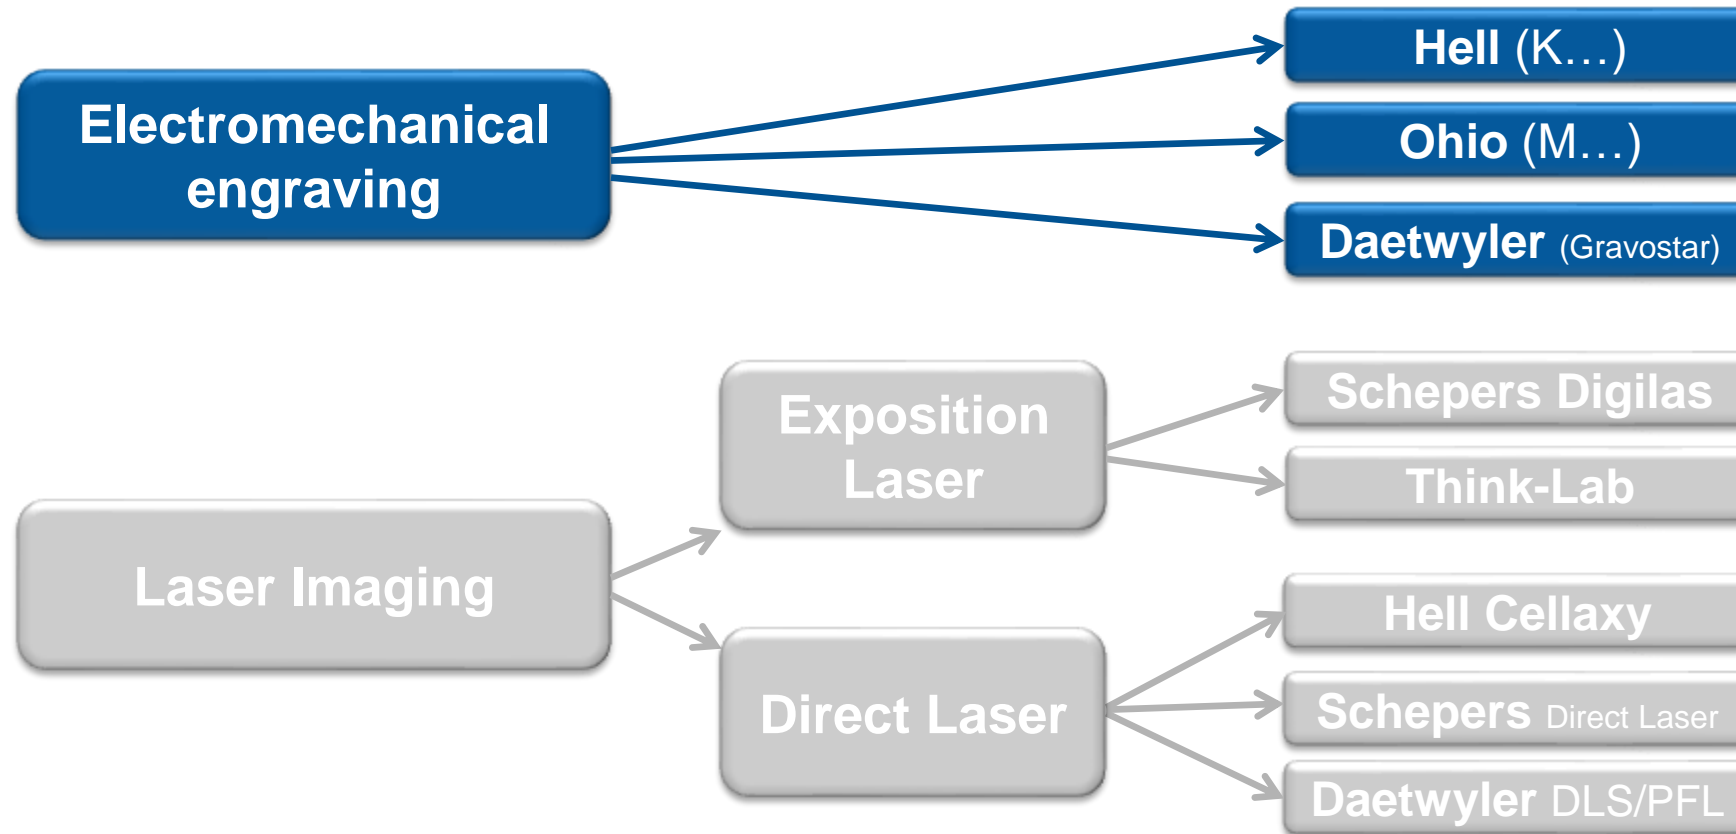 Electromechanical
engraving
Hell (K…)
Ohio (M…)
Daetwyler (Gravostar)
Laser Imaging
Exposition
Laser
Schepers Digilas
Think-Lab
Direct Laser
Hell Cellaxy
Schepers Direct Laser
Daetwyler DLS/PFL